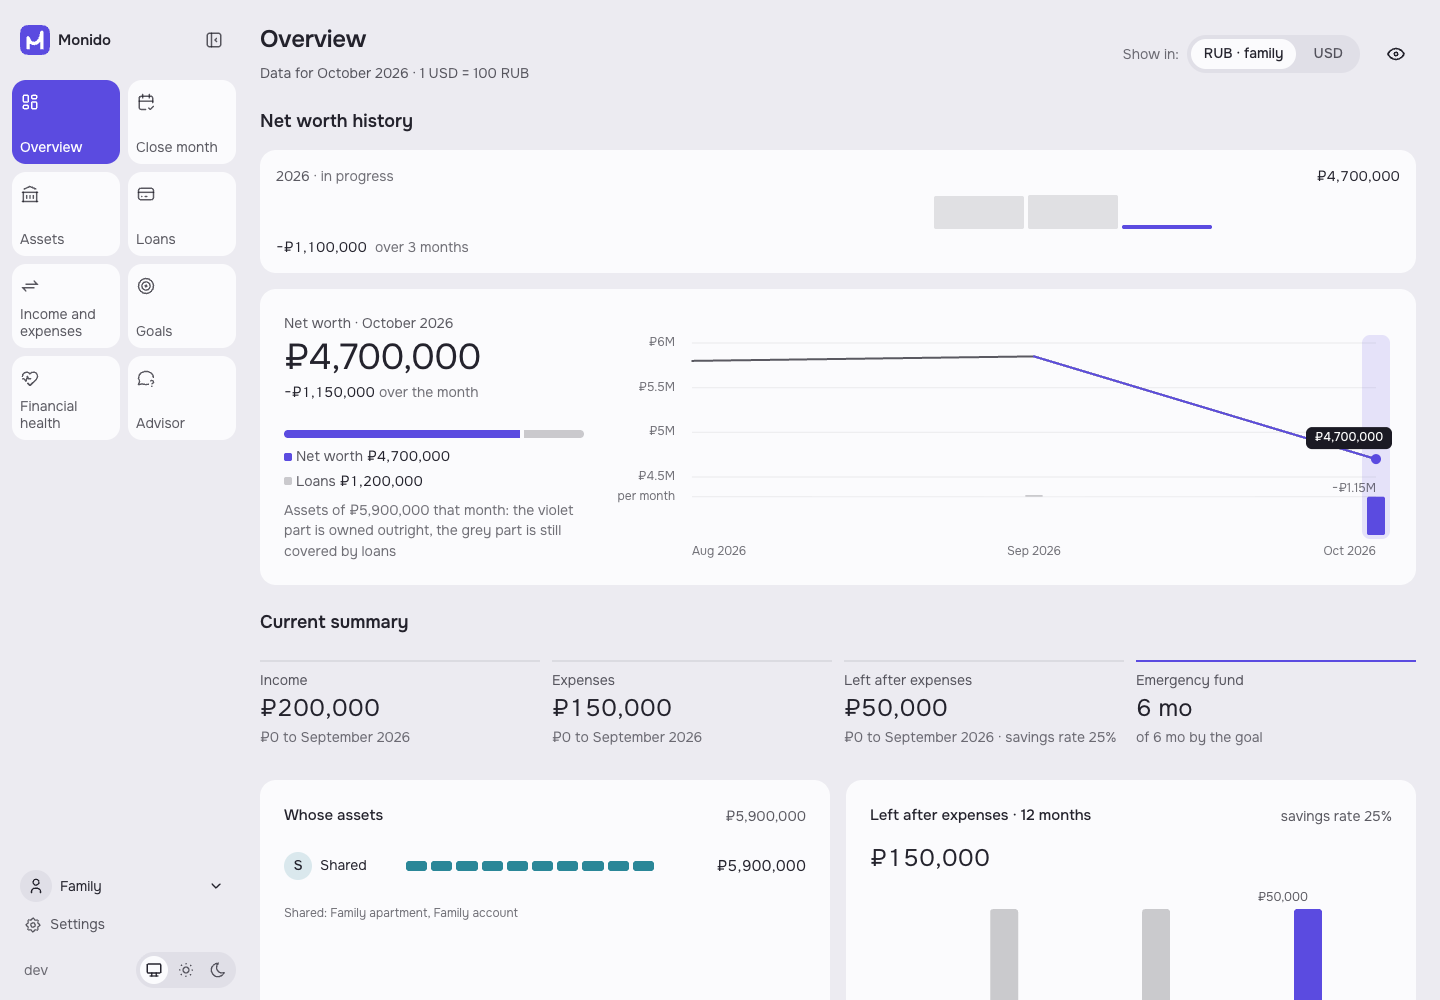 Monido
Overview
Close month
Assets
Loans
Income and
expenses
Goals
Financial
health
Advisor
Family
Settings
dev
Overview
Data for October 2026 · 1 USD = 100 RUB
Show in:
RUB · family
USD
Net worth history
2026 · in progress
₽4,700,000
-₽1,100,000 over 3 months
Net worth · October 2026
₽4,700,000
-₽1,150,000 over the month
Net worth ₽4,700,000
Loans ₽1,200,000
Assets of ₽5,900,000 that month: the violet
part is owned outright, the grey part is still
covered by loans
₽6M
₽5.5M
₽5M
₽4.5M
per month
₽4,700,000
-₽1.15M
Aug 2026
Sep 2026
Oct 2026
Current summary
Income
₽200,000
₽0 to September 2026
Expenses
₽150,000
₽0 to September 2026
Left after expenses
₽50,000
₽0 to September 2026 · savings rate 25%
Emergency fund
6 mo
of 6 mo by the goal
Whose assets
₽5,900,000
S
Shared
₽5,900,000
Shared: Family apartment, Family account
Left after expenses · 12 months
savings rate 25%
₽150,000
₽50,000